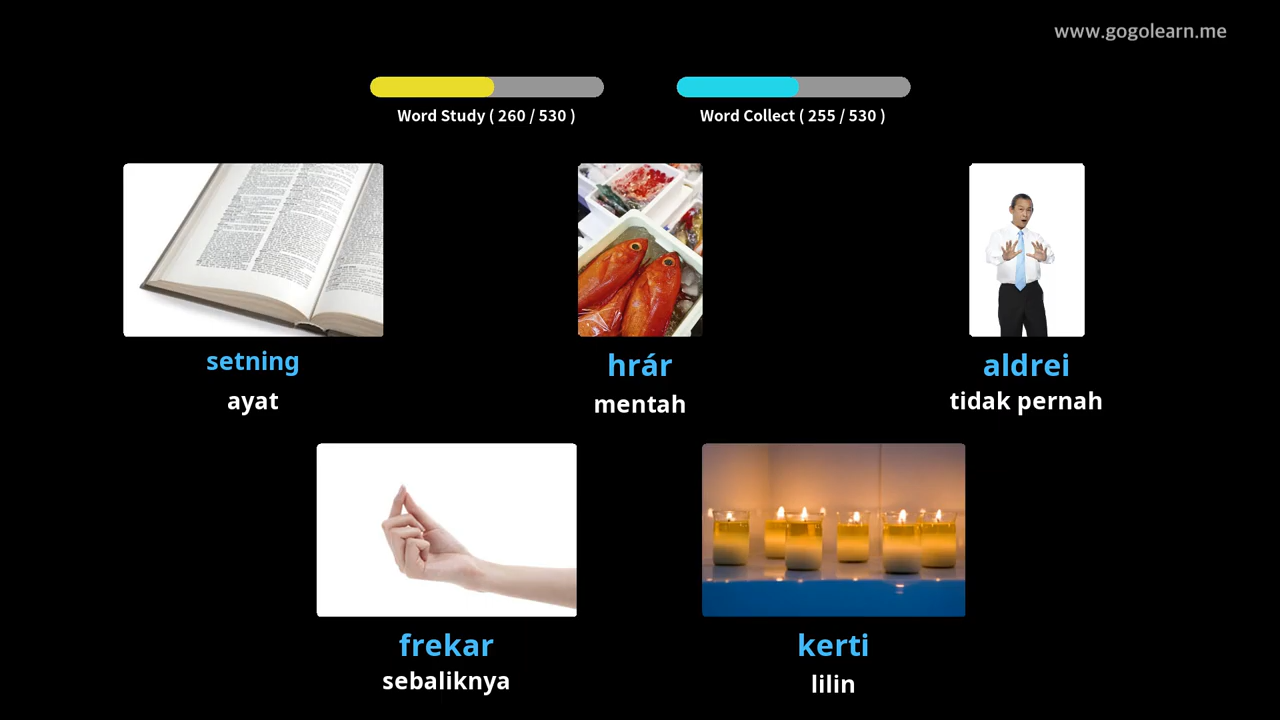 www.gogolearn.me
Word Study ( 260 / 530 )
Word Collect ( 255 / 530 )
setning
ayat
hrár
mentah
aldrei
tidak pernah
frekar
sebaliknya
kerti
lilin